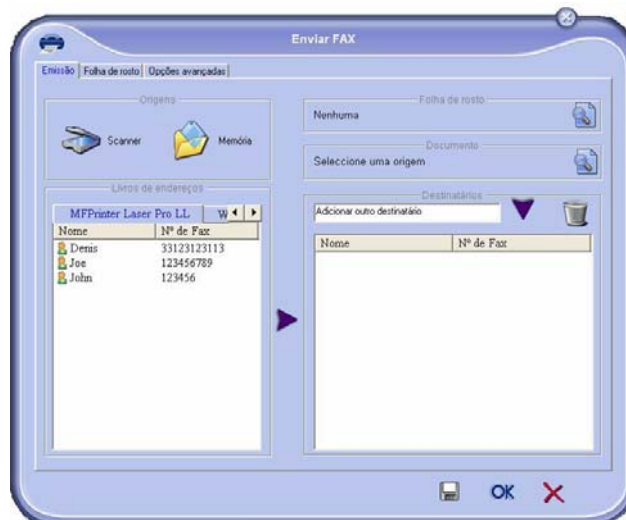 Enviar FAX
Emissão Folha de rosto Opções avançadas
Origens
Scanner Memória
Livros de endereços
MFPrinter Laser Pro LL W
Nome Nº de Fax
Denis 33123123113
Joe 123456789
John 123456
Folha de rosto
Nenhuma
Documento
Seleccione uma origem
Destinatários
Adicionar outro destinatário
Nome Nº de Fax
OK